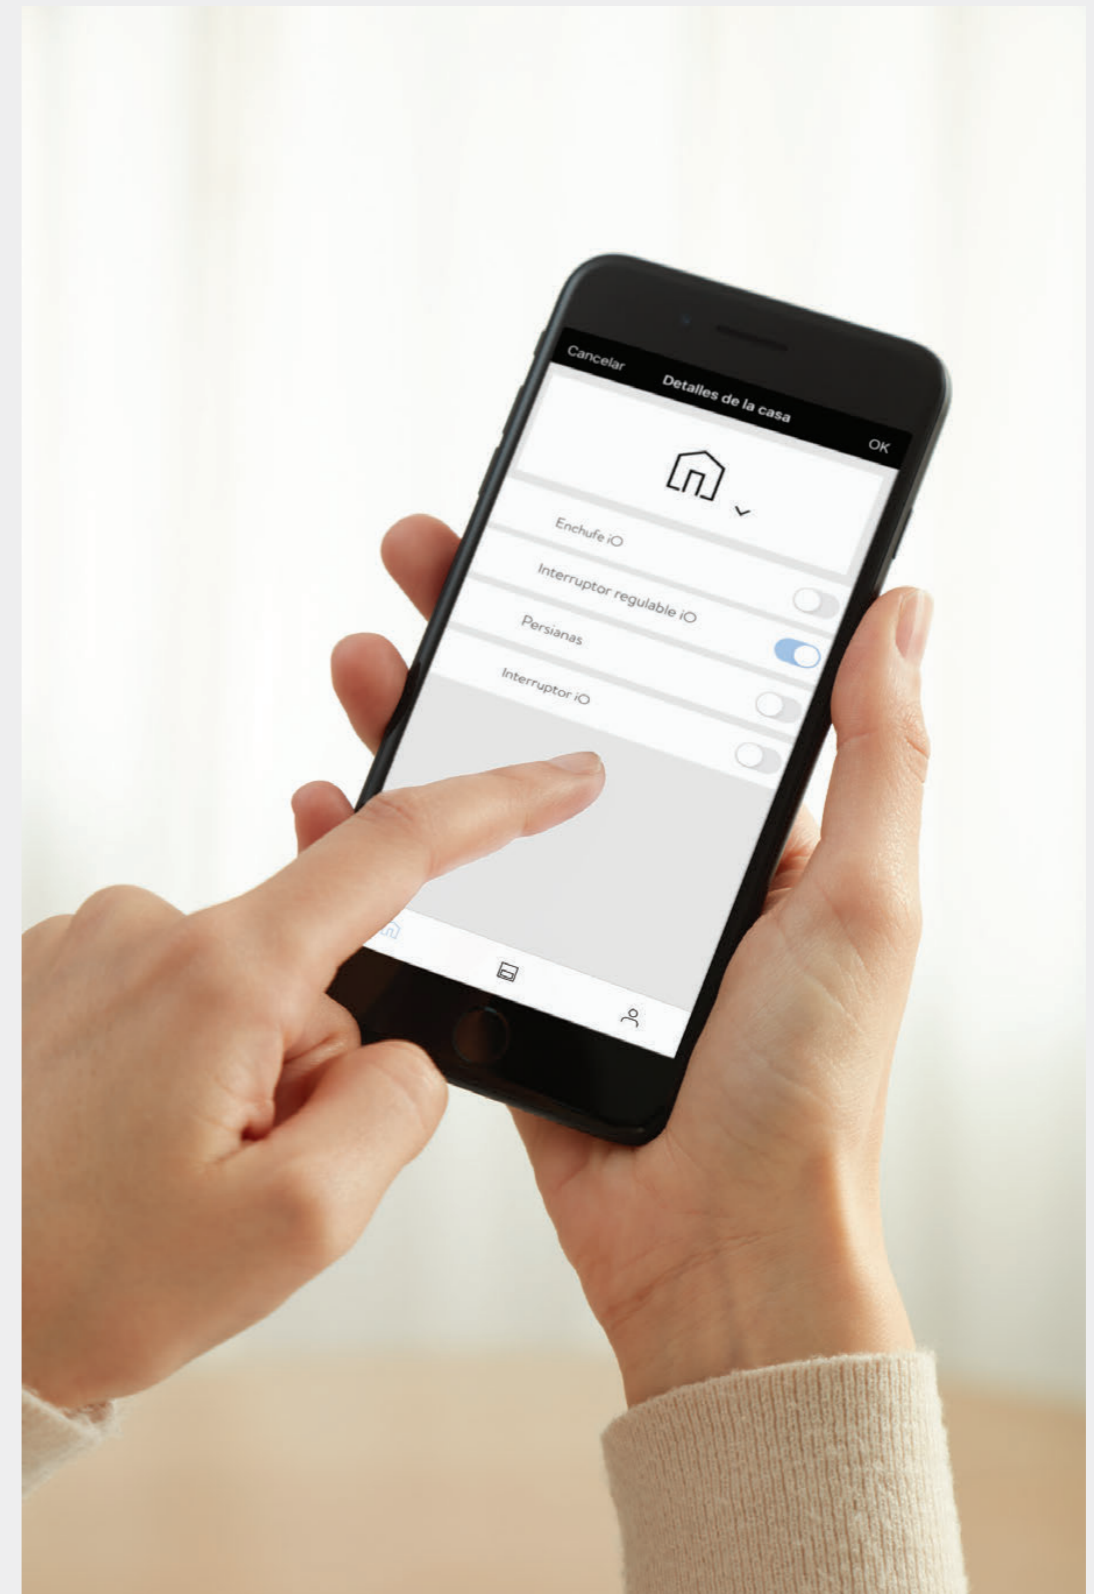 Cancelar
Detalles de la casa
OK
Enchufe iO
Interruptor regulable iO
Persianas
Interruptor iO